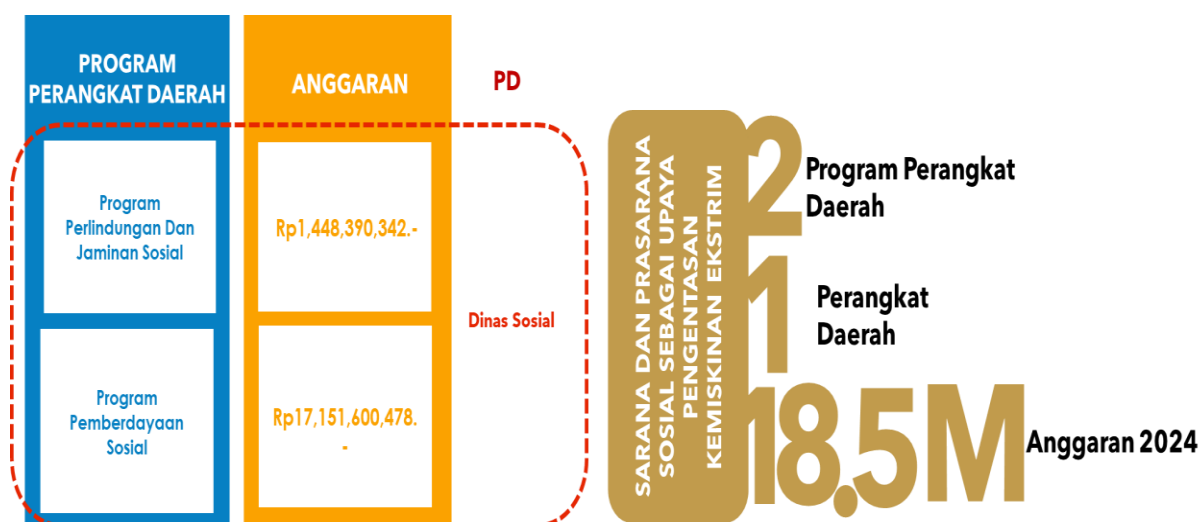 PROGRAM
PERANGKAT DAERAH
ANGGARAN
PD
Program
Perlindungan Dan
Jaminan Sosial
Rp1,448,390,342.-
Dinas Sosial
Program
Pemberdayaan
Sosial
Rp17,151,600,478.
-
SARANA DAN PRASARANA
SOSIAL SEBAGAI UPAYA
PENGENTASAN
KEMISKINAN EKSTRIM
2
Program Perangkat
Daerah
1
Perangkat
Daerah
18.5M
Anggaran 2024